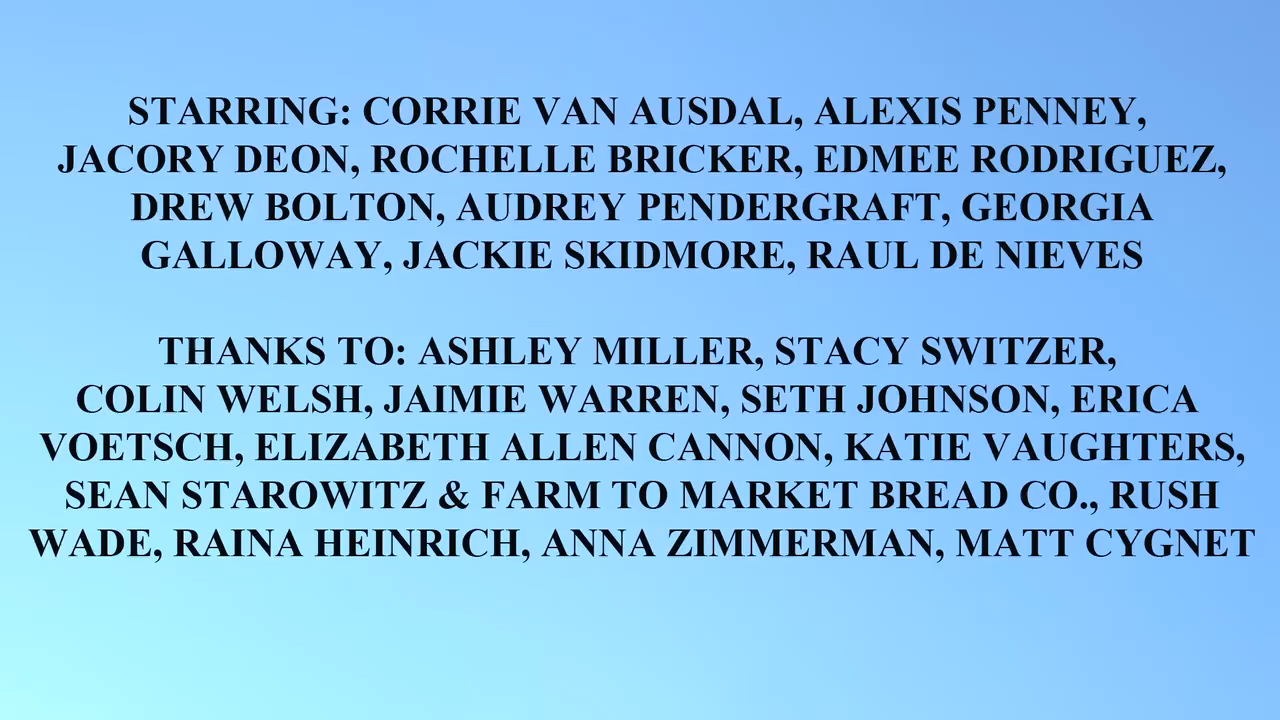 STARRING: CORRIE VAN AUSDAL, ALEXIS PENNEY,
JACORY DEON, ROCHELLE BRICKER, EDMEE RODRIGUEZ,
DREW BOLTON, AUDREY PENDERGRAFT, GEORGIA
GALLOWAY, JACKIE SKIDMORE, RAUL DE NIEVES
THANKS TO: ASHLEY MILLER, STACY SWITZER,
COLIN WELSH, JAIMIE WARREN, SETH JOHNSON, ERICA
VOETSCH, ELIZABETH ALLEN CANNON, KATIE VAUGHTERS,
SEAN STAROWITZ & FARM TO MARKET BREAD CO., RUSH
WADE, RAINA HEINRICH, ANNA ZIMMERMAN, MATT CYGNET